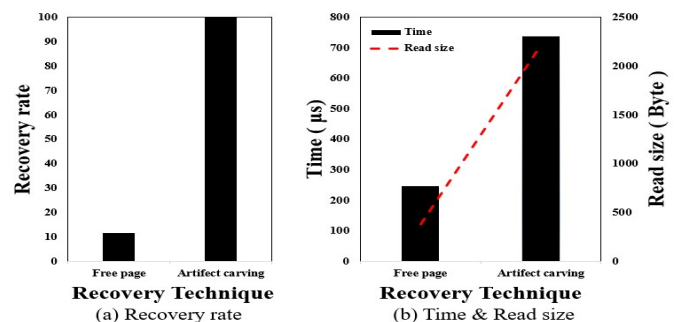 100
90
80
70
60
50
40
30
20
10
0
Recovery rate
Free page
Artifect carving
Recovery Technique
(a) Recovery rate
800
700
600
500
400
300
200
100
0
Time ( μs)
Time
Read size
2500
2000
1500
1000
500
0
Read size ( Byte )
Free page
Artifect carving
Recovery Technique
(b) Time & Read size